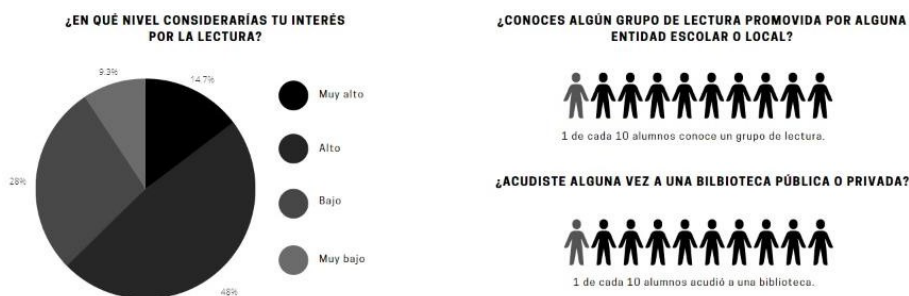 ¿EN QUÉ NIVEL CONSIDERARÍAS TU INTERÉS
POR LA LECTURA?
9.3%
14.7%
28%
48%
Muy alto
Alto
Bajo
Muy bajo
¿CONOCES ALGÚN GRUPO DE LECTURA PROMOVIDA POR ALGUNA
ENTIDAD ESCOLAR O LOCAL?
1 de cada 10 alumnos conoce un grupo de lectura.
¿ACUDISTE ALGUNA VEZ A UNA BILBIOTECA PÚBLICA O PRIVADA?
1 de cada 10 alumnos acudió a una biblioteca.